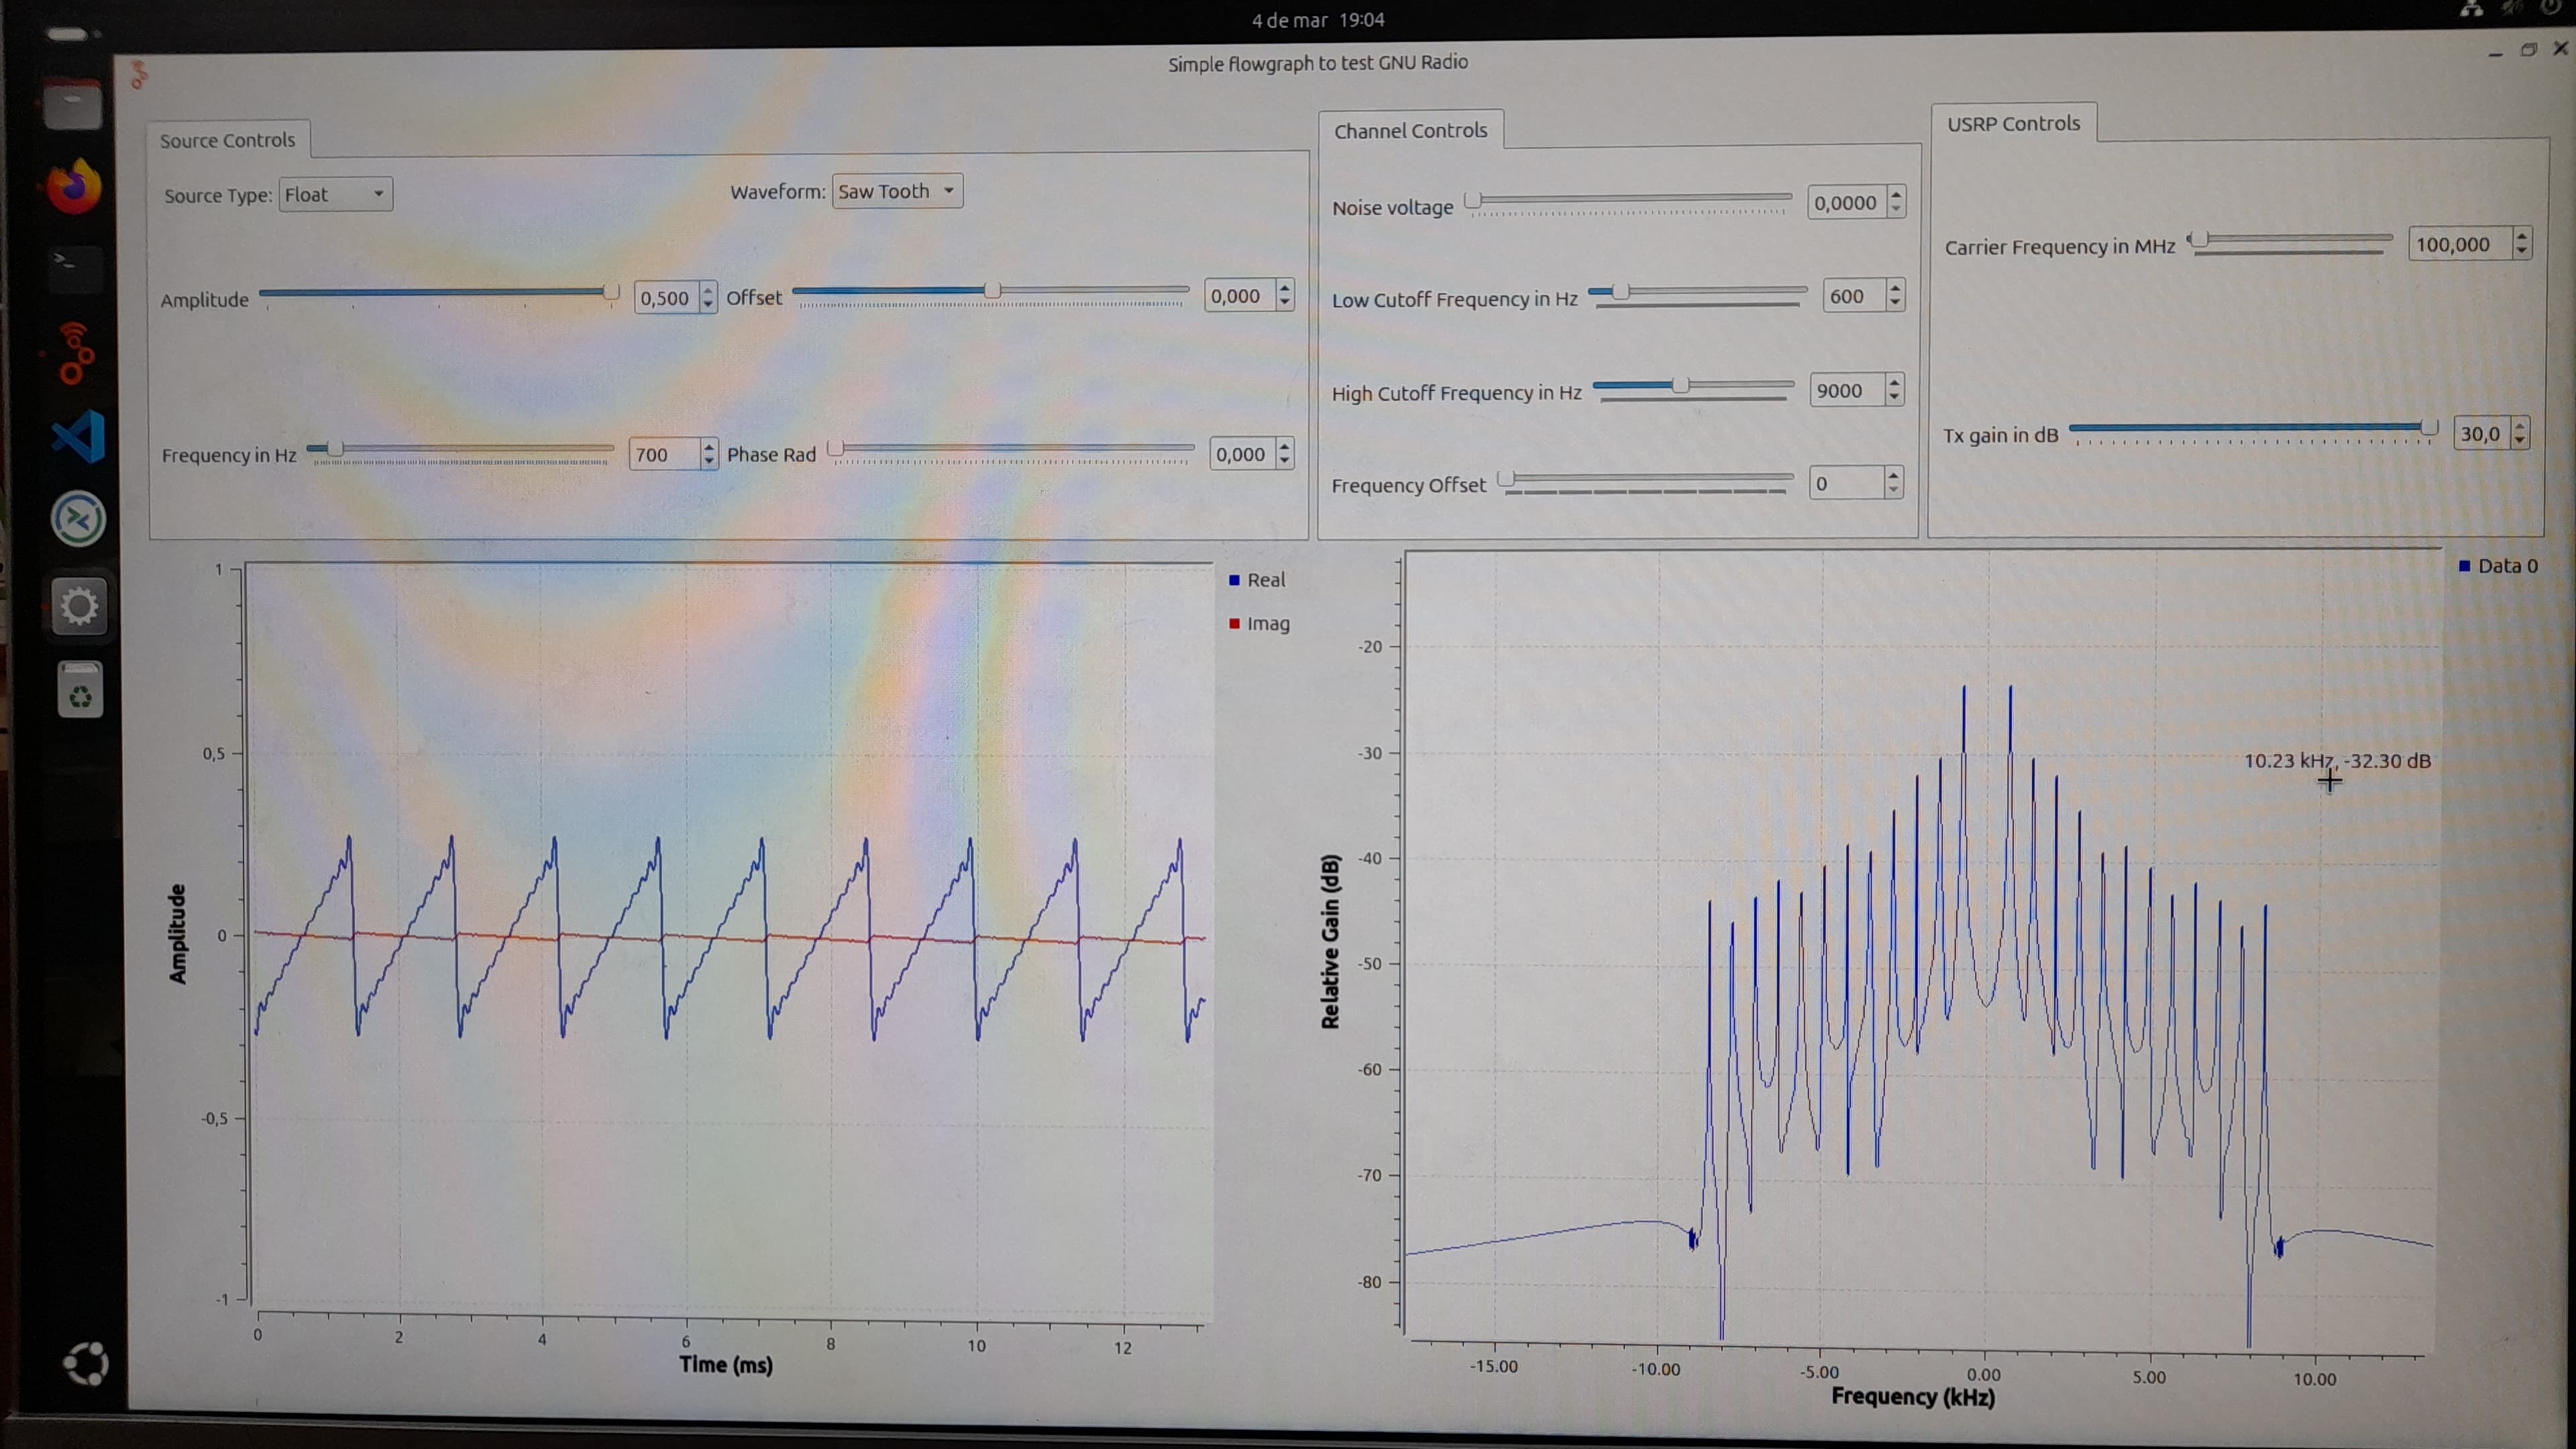 4 de mar 19:04
Simple flowgraph to test GNU Radio
Source Controls
Source Type: Float
Waveform: Saw Tooth
Amplitude 0,500
Offset 0,000
Frequency in Hz 700
Phase Rad 0,000
Channel Controls
Noise voltage 0,0000
Low Cutoff Frequency in Hz 600
High Cutoff Frequency in Hz 9000
Frequency Offset 0
USRP Controls
Carrier Frequency in MHz 100,000
Tx gain in dB 30,0
1
0,5
0
-0,5
-1
Amplitude
0 2 4 6 8 10 12
Time (ms)
Real
Imag
-20
-30
-40
-50
-60
-70
-80
Relative Gain (dB)
-15.00 -10.00 -5.00 0.00 5.00 10.00
Frequency (kHz)
Data 0
10.23 kHz, -32.30 dB